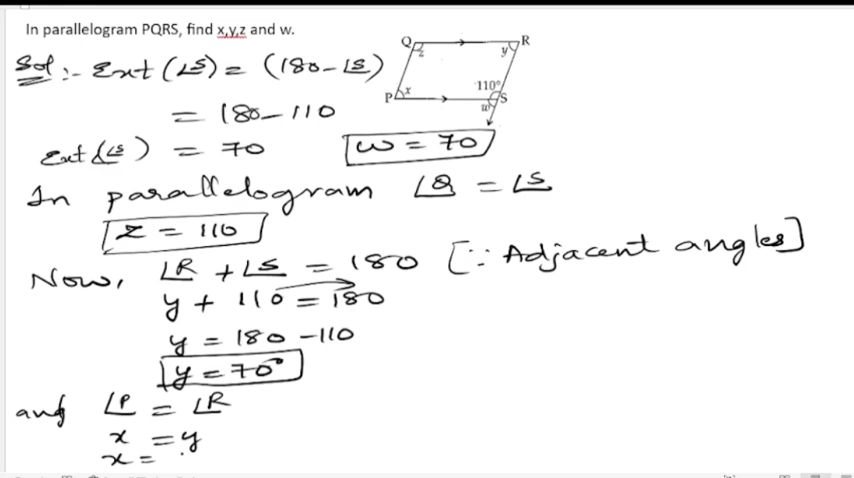 In parallelogram PQRS, find x,y,z and w.
Sol :- Ext (∠S) = (180-∠S)
= 180-110
Ext(∠S) = 70
w = 70
Q
R
z
y
110°
P
x
S
w
In parallelogram ∠Q = ∠S
z = 110
Now, ∠R + ∠S = 180 [∵ Adjacent angles]
y + 110 = 180
y = 180 -110
y = 70°
and ∠P = ∠R
x = y
x =